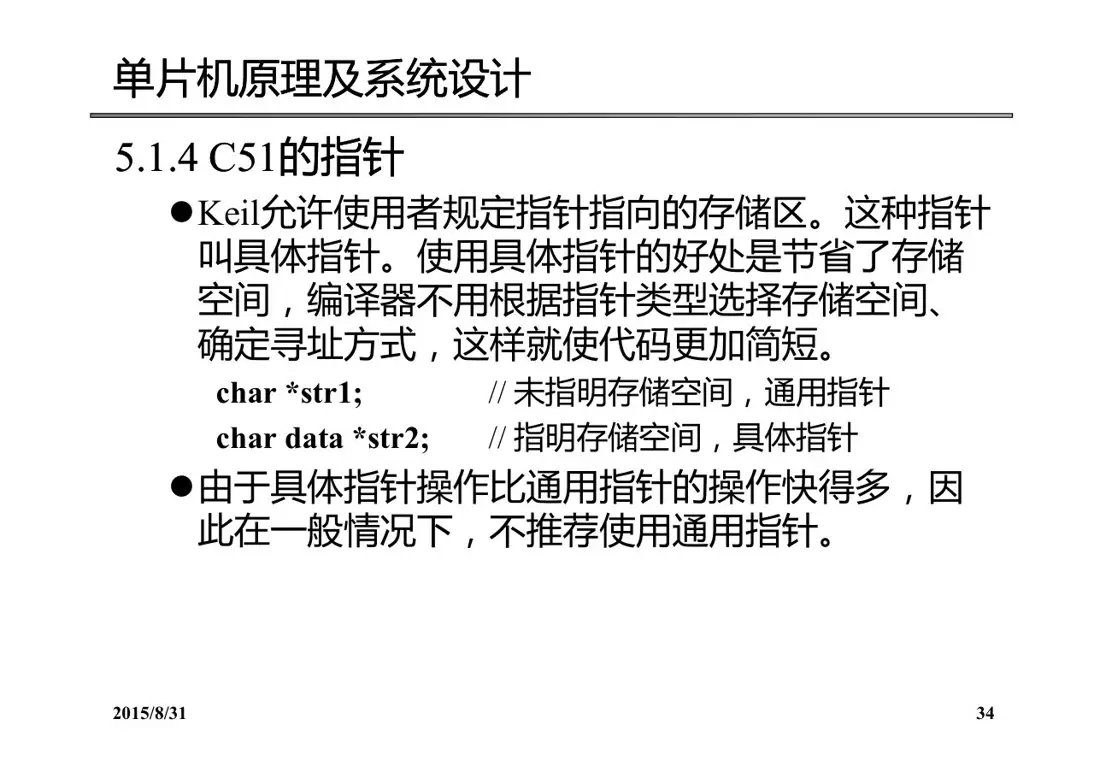 单片机原理及系统设计
5.1.4 C51的指针
●Keil允许使用者规定指针指向的存储区。这种指针
叫具体指针。使用具体指针的好处是节省了存储
空间，编译器不用根据指针类型选择存储空间、
确定寻址方式，这样就使代码更加简短。
char *str1; // 未指明存储空间，通用指针
char data *str2; // 指明存储空间，具体指针
●由于具体指针操作比通用指针的操作快得多，因
此在一般情况下，不推荐使用通用指针。
2015/8/31 34